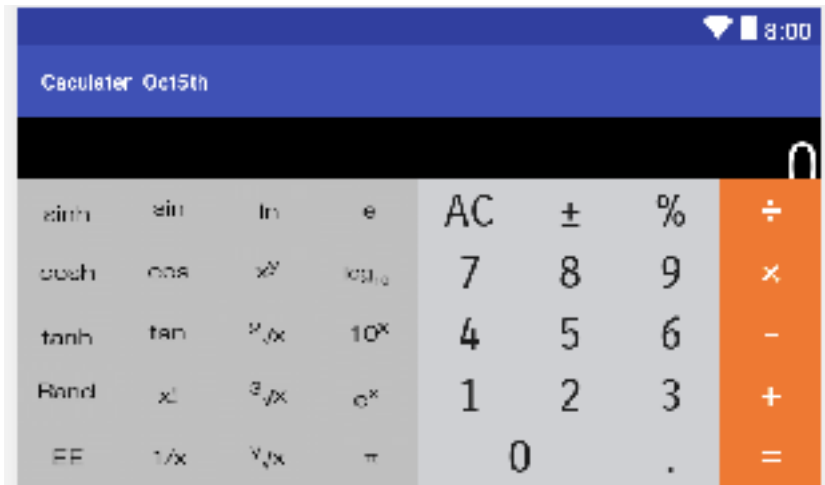 8:00
Caculater Oct5th
0
sinh sin ln e AC ± % ÷
cosh cos xʸ log₁₀ 7 8 9 ×
tanh tan ²√x 10ˣ 4 5 6 -
Rand x! ³√x eˣ 1 2 3 +
EE 1/x ʸ√x π 0 . =